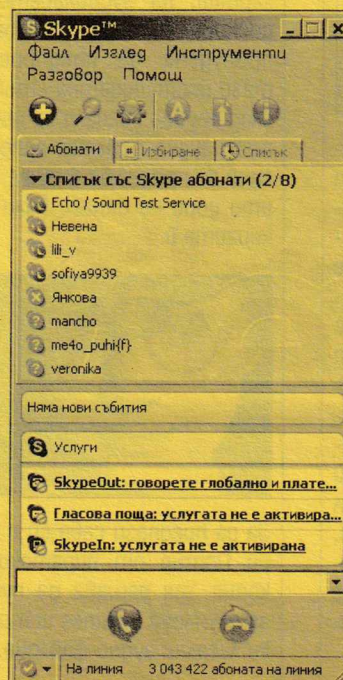 Skype™
Файл Изглед Инструменти
Разговор Помощ
Абонати Избиране Списък
Списък със Skype абонати (2/8)
Echo / Sound Test Service
Невена
lili_v
sofiya9939
Янкова
mancho
me4o_puhi{f}
veronika
Няма нови събития
Услуги
SkypeOut: говорете глобално и плате...
Гласова поща: услугата не е активира...
SkypeIn: услугата не е активирана
На линия 3 043 422 абоната на линия